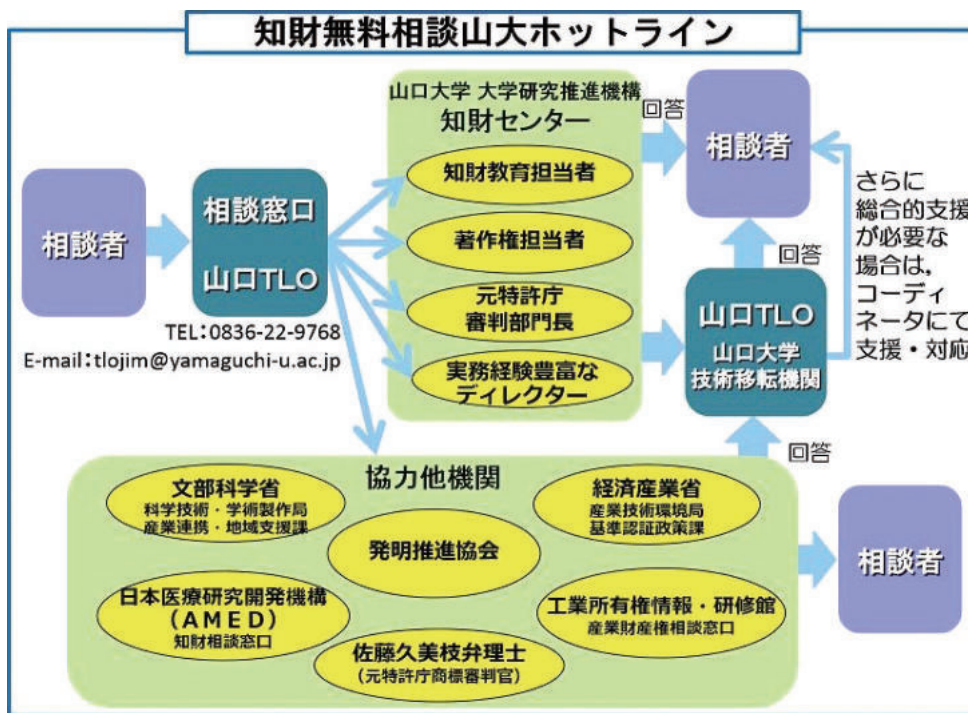 知財無料相談山大ホットライン
相談者
相談窓口
山口TLO
TEL：0836-22-9768
E-mail：tlojim@yamaguchi-u.ac.jp
山口大学 大学研究推進機構
知財センター
知財教育担当者
著作権担当者
元特許庁
審判部門長
実務経験豊富な
ディレクター
回答
相談者
回答
山口TLO
山口大学
技術移転機関
さらに
総合的支援
が必要な
場合は，
コーディ
ネータにて
支援・対応
回答
協力他機関
文部科学省
科学技術・学術製作局
産業連携・地域支援課
発明推進協会
経済産業省
産業技術環境局
基準認証政策課
日本医療研究開発機構
（ＡＭＥＤ）
知財相談窓口
佐藤久美枝弁理士
（元特許庁商標審判官）
工業所有権情報・研修館
産業財産権相談窓口
相談者